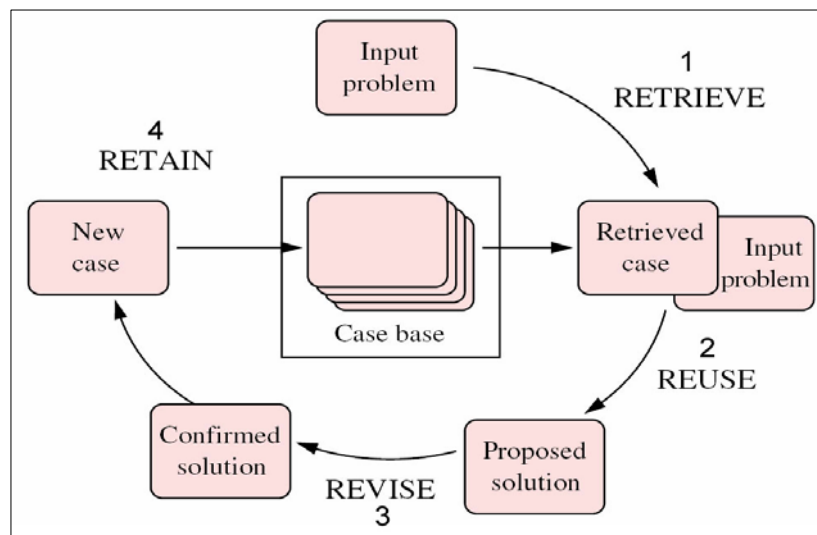 Input
problem
1
RETRIEVE
4
RETAIN
New
case
Case base
Retrieved
case
Input
problem
2
REUSE
Confirmed
solution
REVISE
3
Proposed
solution